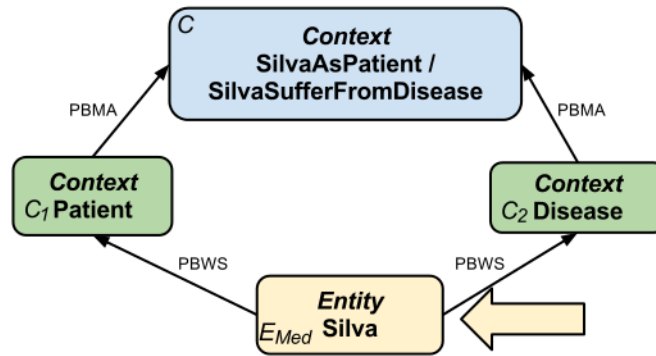 C
Context
SilvaAsPatient /
SilvaSufferFromDisease
PBMA
PBMA
Context
C1 Patient
Context
C2 Disease
PBWS
PBWS
Entity
Silva
EMed